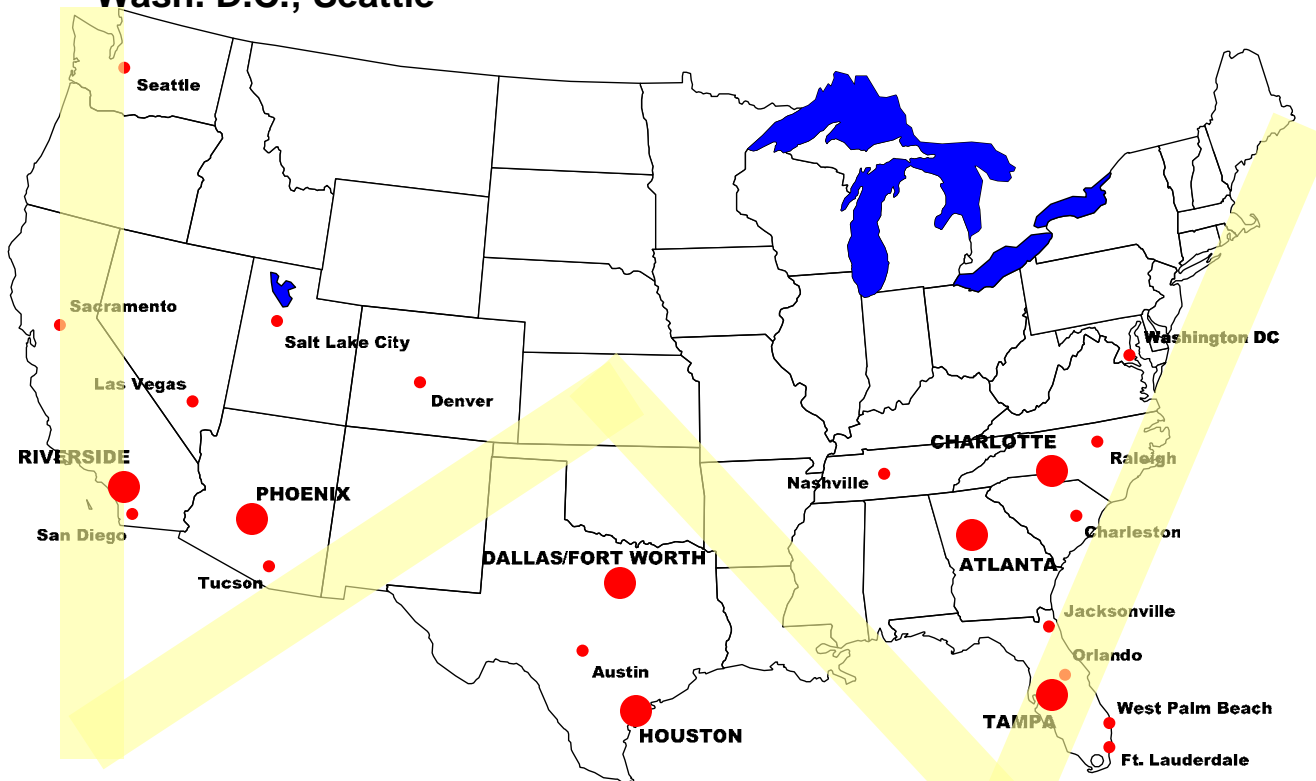 Wash. D.C., Seattle
Seattle
Sacramento
Washington DC
Salt Lake City
Las Vegas
Denver
CHARLOTTE
RIVERSIDE
Raleigh
Nashville
PHOENIX
Charleston
San Diego
DALLAS/FORT WORTH
ATLANTA
Tucson
Jacksonville
Orlando
Austin
West Palm Beach
TAMPA
HOUSTON
Ft. Lauderdale